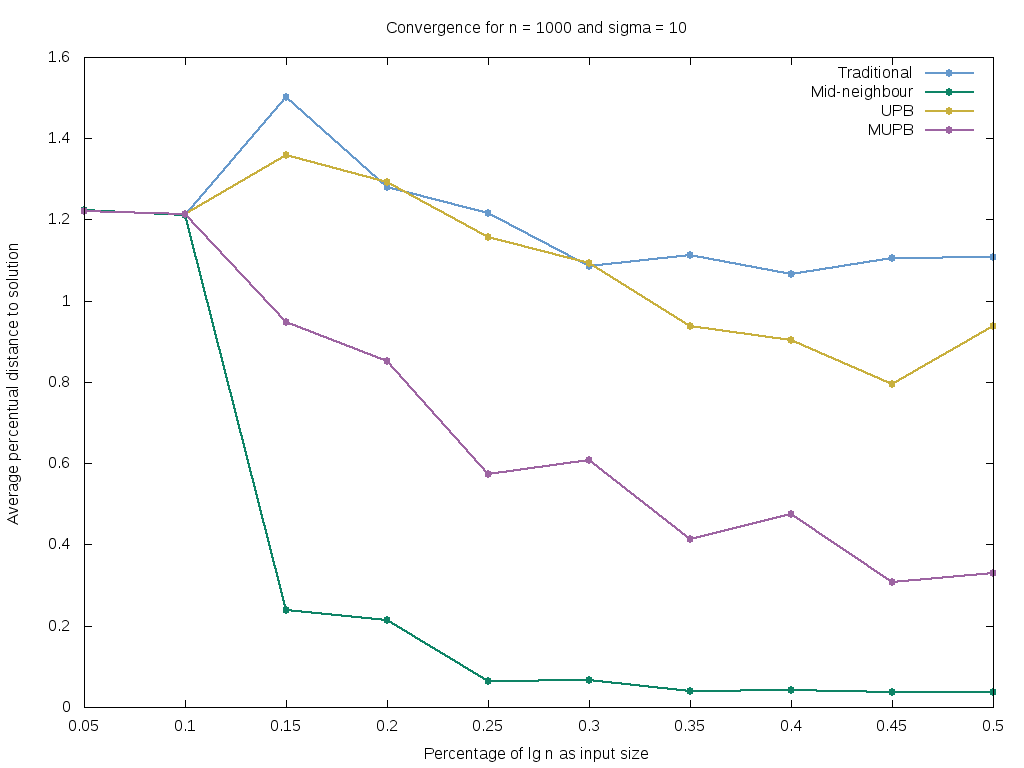 Convergence for n = 1000 and sigma = 10
Traditional
Mid-neighbour
UPB
MUPB
Average percentual distance to solution
1.6
1.4
1.2
1
0.8
0.6
0.4
0.2
0
0.05 0.1 0.15 0.2 0.25 0.3 0.35 0.4 0.45 0.5
Percentage of lg n as input size